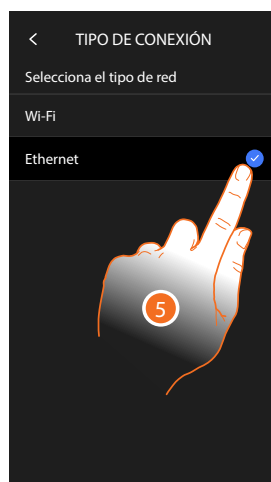 TIPO DE CONEXIÓN
Selecciona el tipo de red
Wi-Fi
Ethernet
5